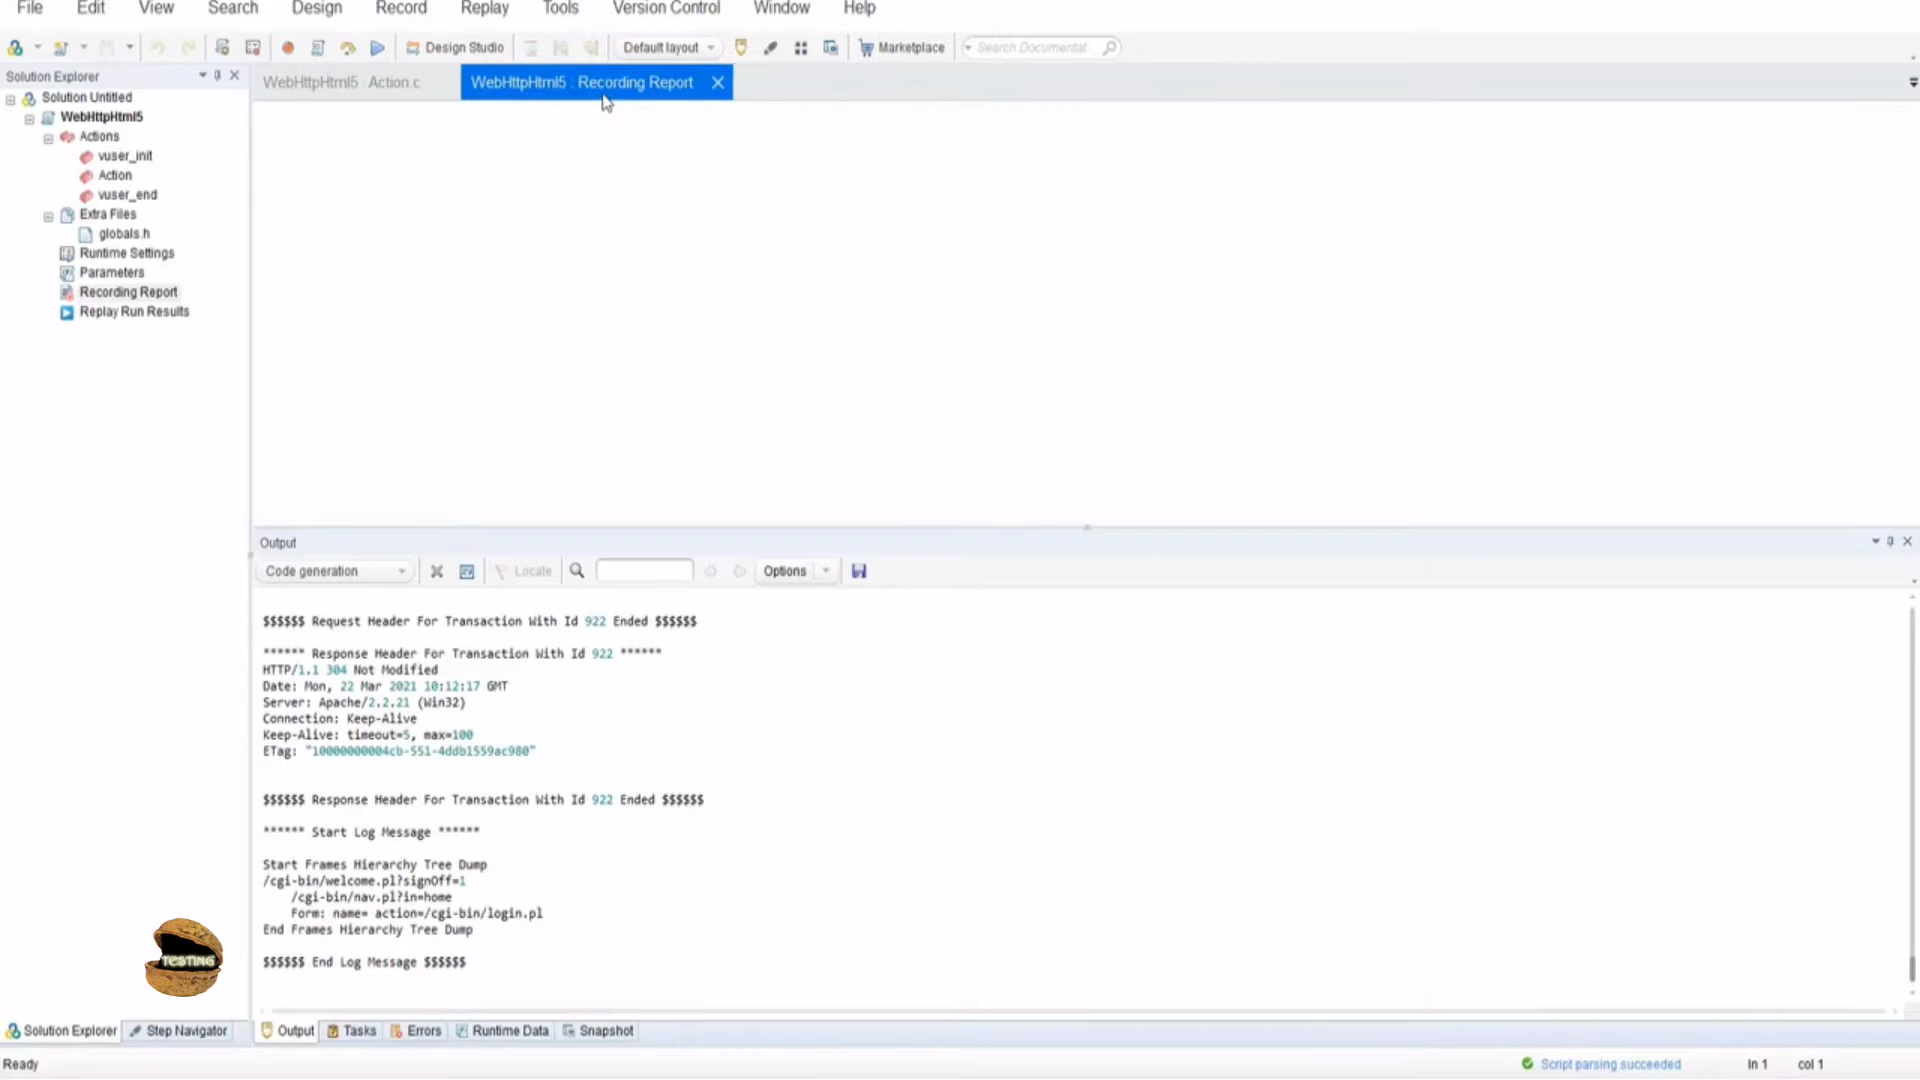 File Edit View Search Design Record Replay Tools Version Control Window Help
Design Studio Default layout Marketplace Search Documentat
Solution Explorer
WebHttpHtml5 : Action.c WebHttpHtml5 : Recording Report
Solution Untitled
WebHttpHtml5
Actions
vuser_init
Action
vuser_end
Extra Files
globals.h
Runtime Settings
Parameters
Recording Report
Replay Run Results
Output
Code generation Locate Options
$$$$$$ Request Header For Transaction With Id 922 Ended $$$$$$
****** Response Header For Transaction With Id 922 ******
HTTP/1.1 304 Not Modified
Date: Mon, 22 Mar 2021 10:12:17 GMT
Server: Apache/2.2.21 (Win32)
Connection: Keep-Alive
Keep-Alive: timeout=5, max=100
ETag: "10000000004cb-551-4ddb1559ac980"
$$$$$$ Response Header For Transaction With Id 922 Ended $$$$$$
****** Start Log Message ******
Start Frames Hierarchy Tree Dump
/cgi-bin/welcome.pl?signOff=1
/cgi-bin/nav.pl?in=home
Form: name= action=/cgi-bin/login.pl
End Frames Hierarchy Tree Dump
$$$$$$ End Log Message $$$$$$
TESTING
Solution Explorer Step Navigator Output Tasks Errors Runtime Data Snapshot
Ready Script parsing succeeded ln 1 col 1